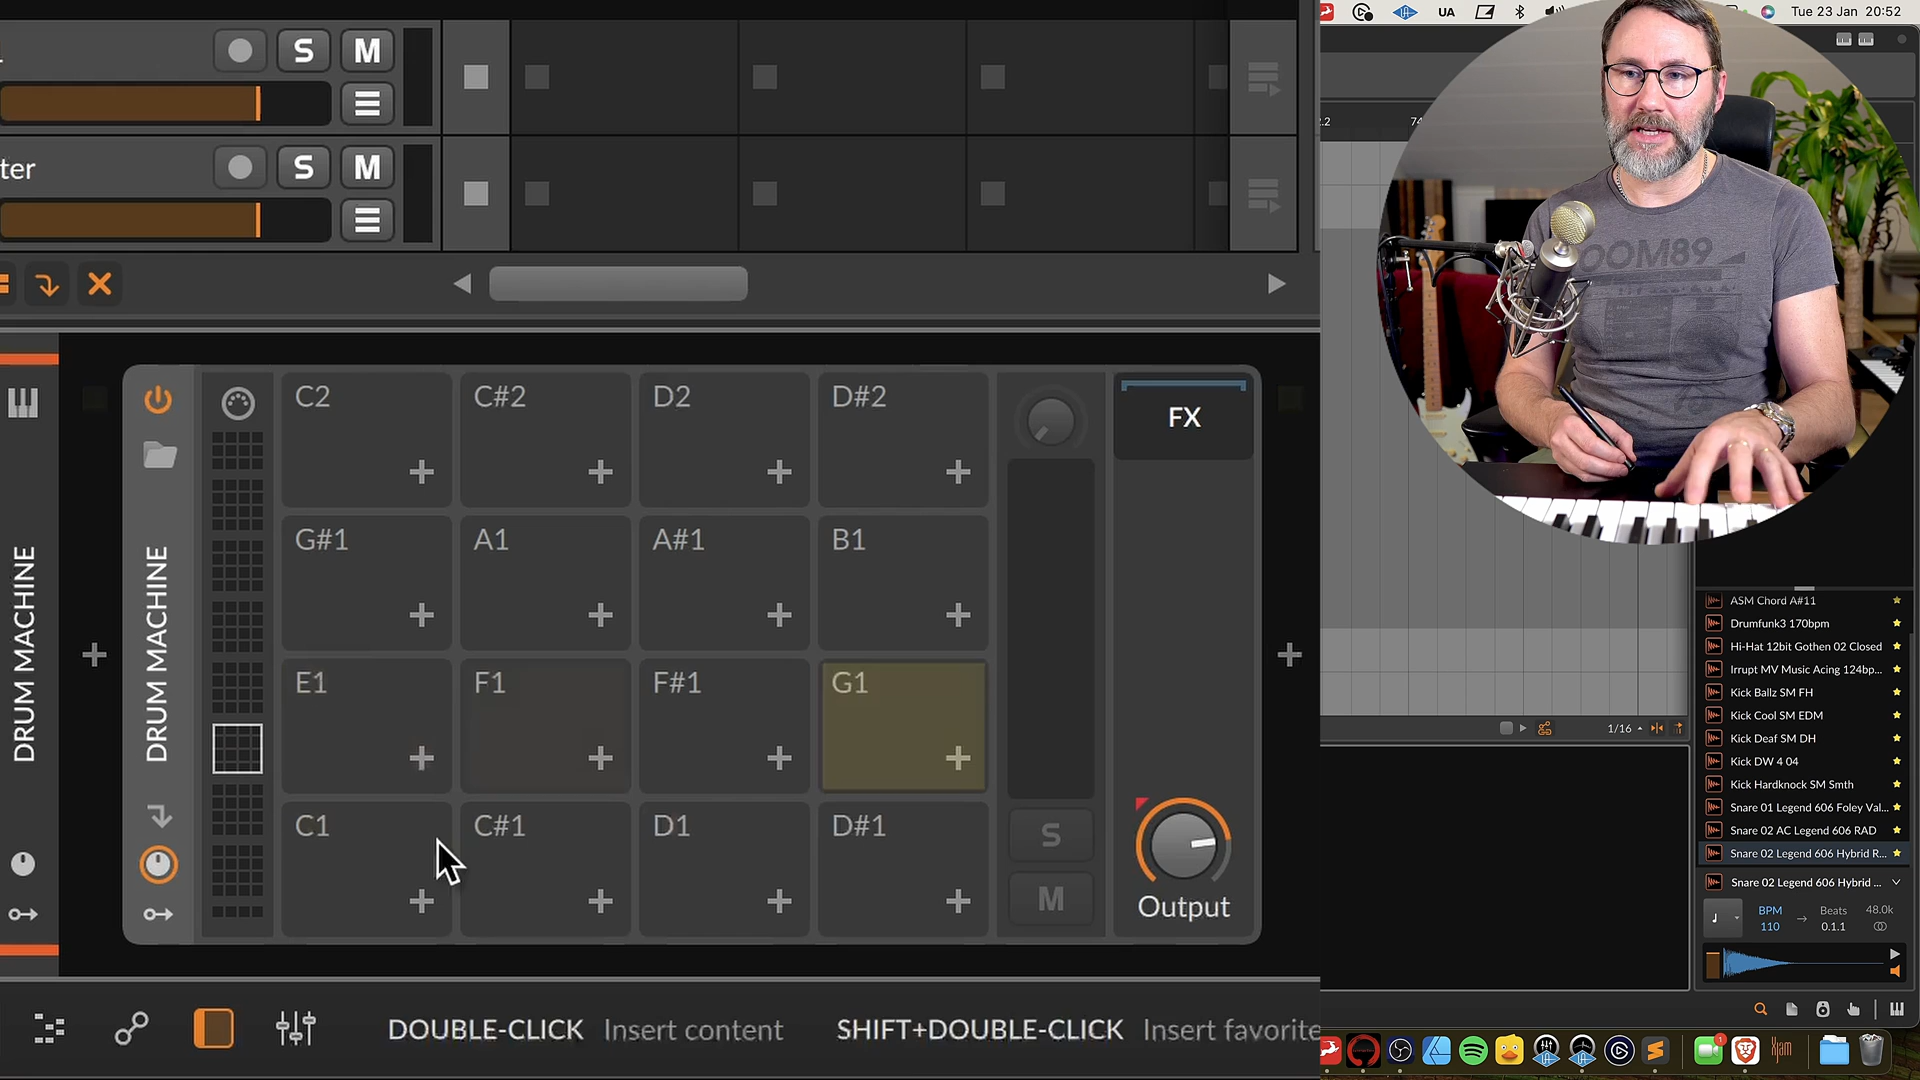 UA
Tue 23 Jan 20:52
S M
ter
S M
OOM89
C2 C#2 D2 D#2
FX
G#1 A1 A#1 B1
E1 F1 F#1 G1
C1 C#1 D1 D#1
S
M
Output
DRUM MACHINE
DRUM MACHINE
ASM Chord A#11
Drumfunk3 170bpm
Hi-Hat 12bit Gothen 02 Closed
Irrupt MV Music Acing 124bp...
Kick Ballz SM FH
Kick Cool SM EDM
Kick Deaf SM DH
Kick DW 4 04
Kick Hardknock SM Smth
Snare 01 Legend 606 Foley Val...
Snare 02 AC Legend 606 RAD
Snare 02 Legend 606 Hybrid R...
Snare 02 Legend 606 Hybrid ...
BPM Beats 48.0k
110 0.1.1
1/16
DOUBLE-CLICK Insert content SHIFT+DOUBLE-CLICK Insert favorite